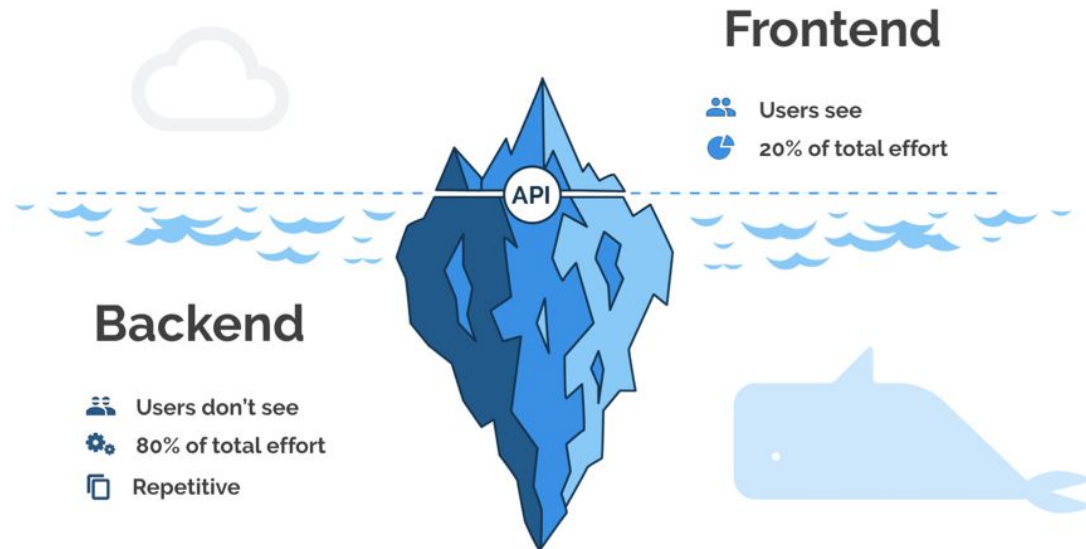 Frontend
Users see
20% of total effort
API
Backend
Users don't see
80% of total effort
Repetitive